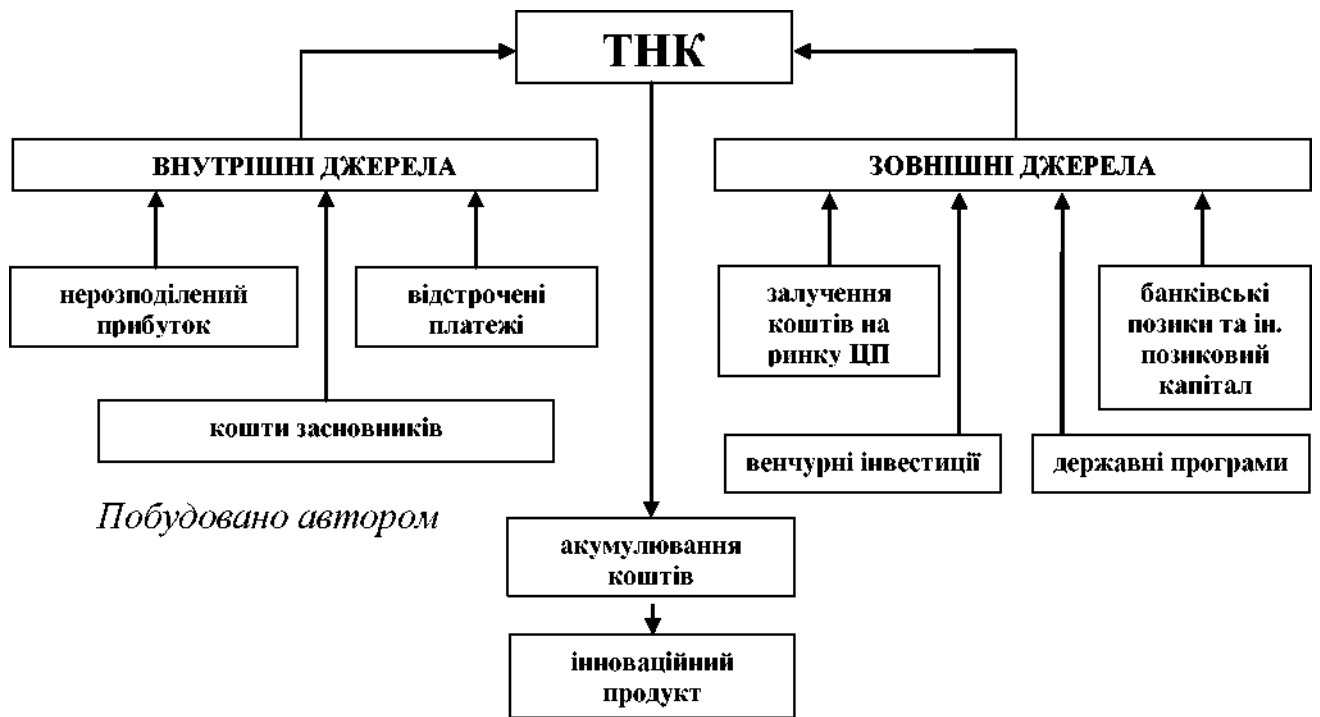 ТНК
ВНУТРІШНІ ДЖЕРЕЛА
ЗОВНІШНІ ДЖЕРЕЛА
нерозподілений
прибуток
відстрочені
платежі
кошти засновників
залучення
коштів на
ринку ЦП
банківські
позики та ін.
позиковий
капітал
венчурні інвестиції
державні програми
Побудовано автором
акумулювання
коштів
інноваційний
продукт